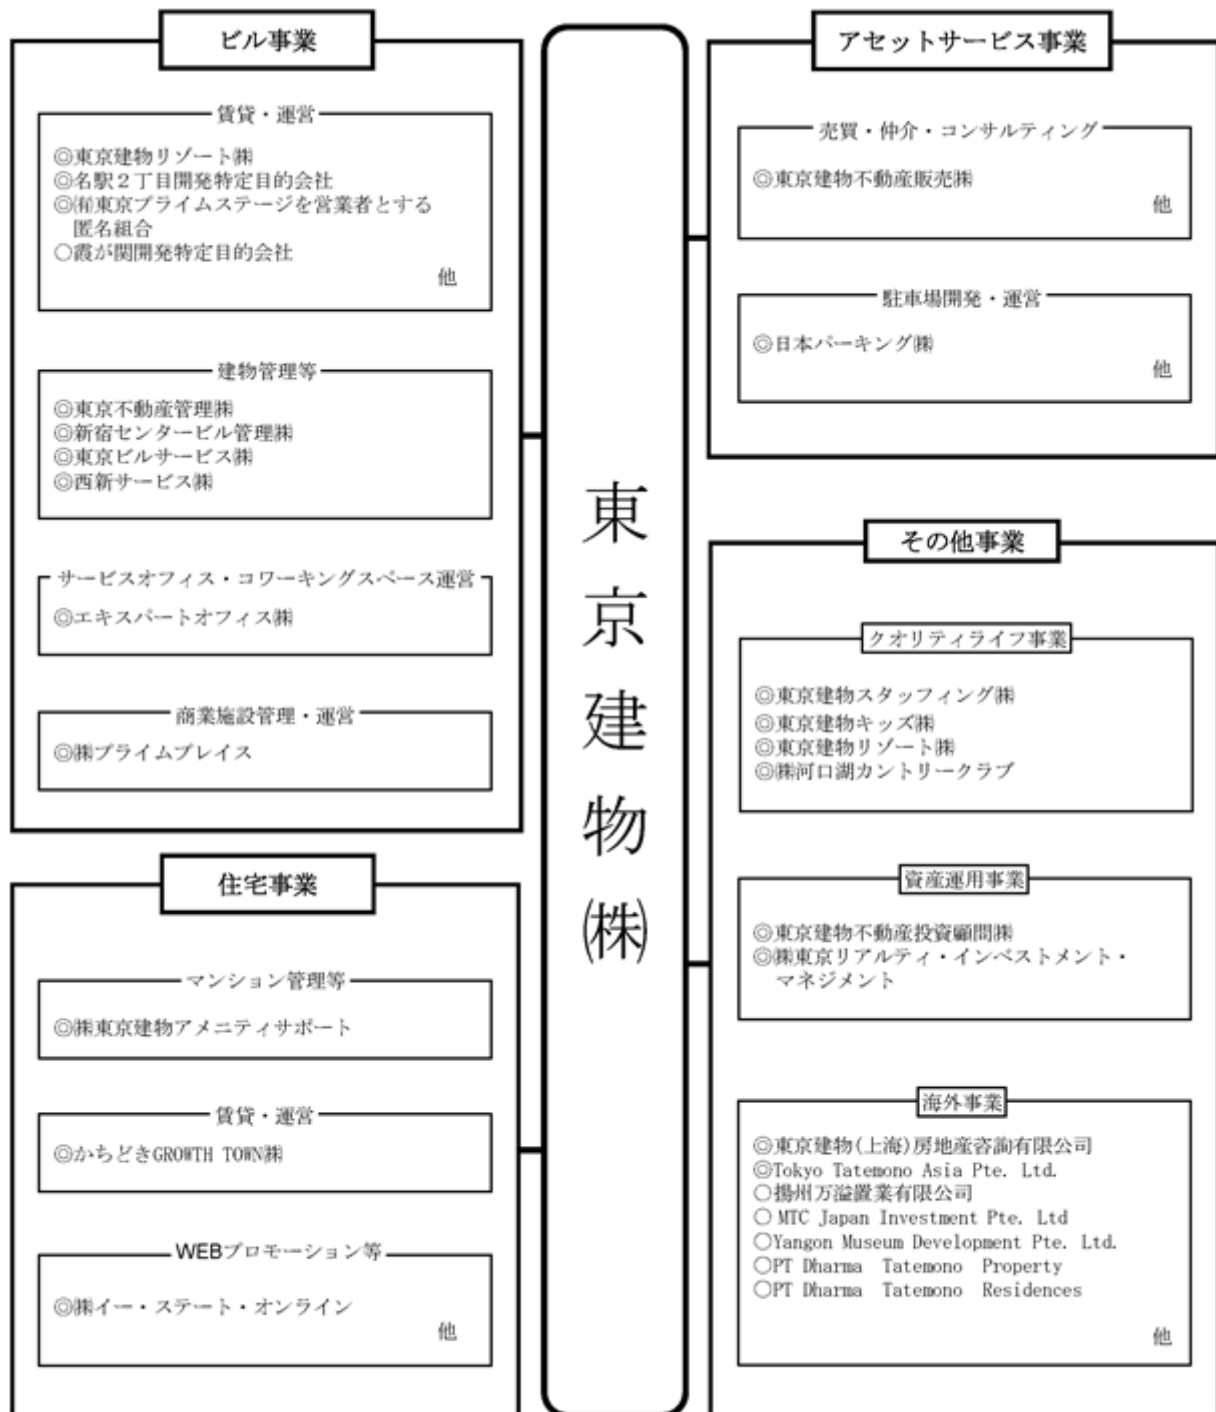 ビル事業
賃貸・運営
◎東京建物リゾート㈱
◎名駅２丁目開発特定目的会社
◎㈲東京プライムステージを営業者とする
匿名組合
○霞が関開発特定目的会社
他
建物管理等
◎東京不動産管理㈱
◎新宿センタービル管理㈱
◎東京ビルサービス㈱
◎西新サービス㈱
サービスオフィス・コワーキングスペース運営
◎エキスパートオフィス㈱
商業施設管理・運営
◎㈱プライムプレイス
住宅事業
マンション管理等
◎㈱東京建物アメニティサポート
賃貸・運営
◎かちどきGROWTH TOWN㈱
WEBプロモーション等
◎㈱イー・ステート・オンライン
他
東京建物㈱
アセットサービス事業
売買・仲介・コンサルティング
◎東京建物不動産販売㈱
他
駐車場開発・運営
◎日本パーキング㈱
他
その他事業
クオリティライフ事業
◎東京建物スタッフィング㈱
◎東京建物キッズ㈱
◎東京建物リゾート㈱
◎㈱河口湖カントリークラブ
資産運用事業
◎東京建物不動産投資顧問㈱
◎㈱東京リアルティ・インベストメント・
マネジメント
海外事業
◎東京建物(上海)房地産咨詢有限公司
◎Tokyo Tatemono Asia Pte. Ltd.
○揚州万溢置業有限公司
○ MTC Japan Investment Pte. Ltd
○Yangon Museum Development Pte. Ltd.
○PT Dharma Tatemono Property
○PT Dharma Tatemono Residences
他